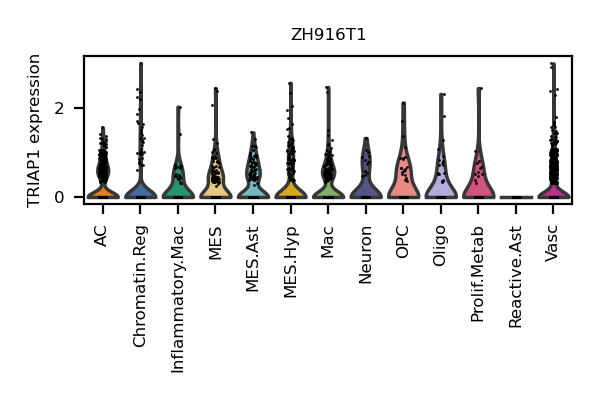 ZH916T1
TRIAP1 expression
2
0
AC
Chromatin.Reg
Inflammatory.Mac
MES
MES.Ast
MES.Hyp
Mac
Neuron
OPC
Oligo
Prolif.Metab
Reactive.Ast
Vasc